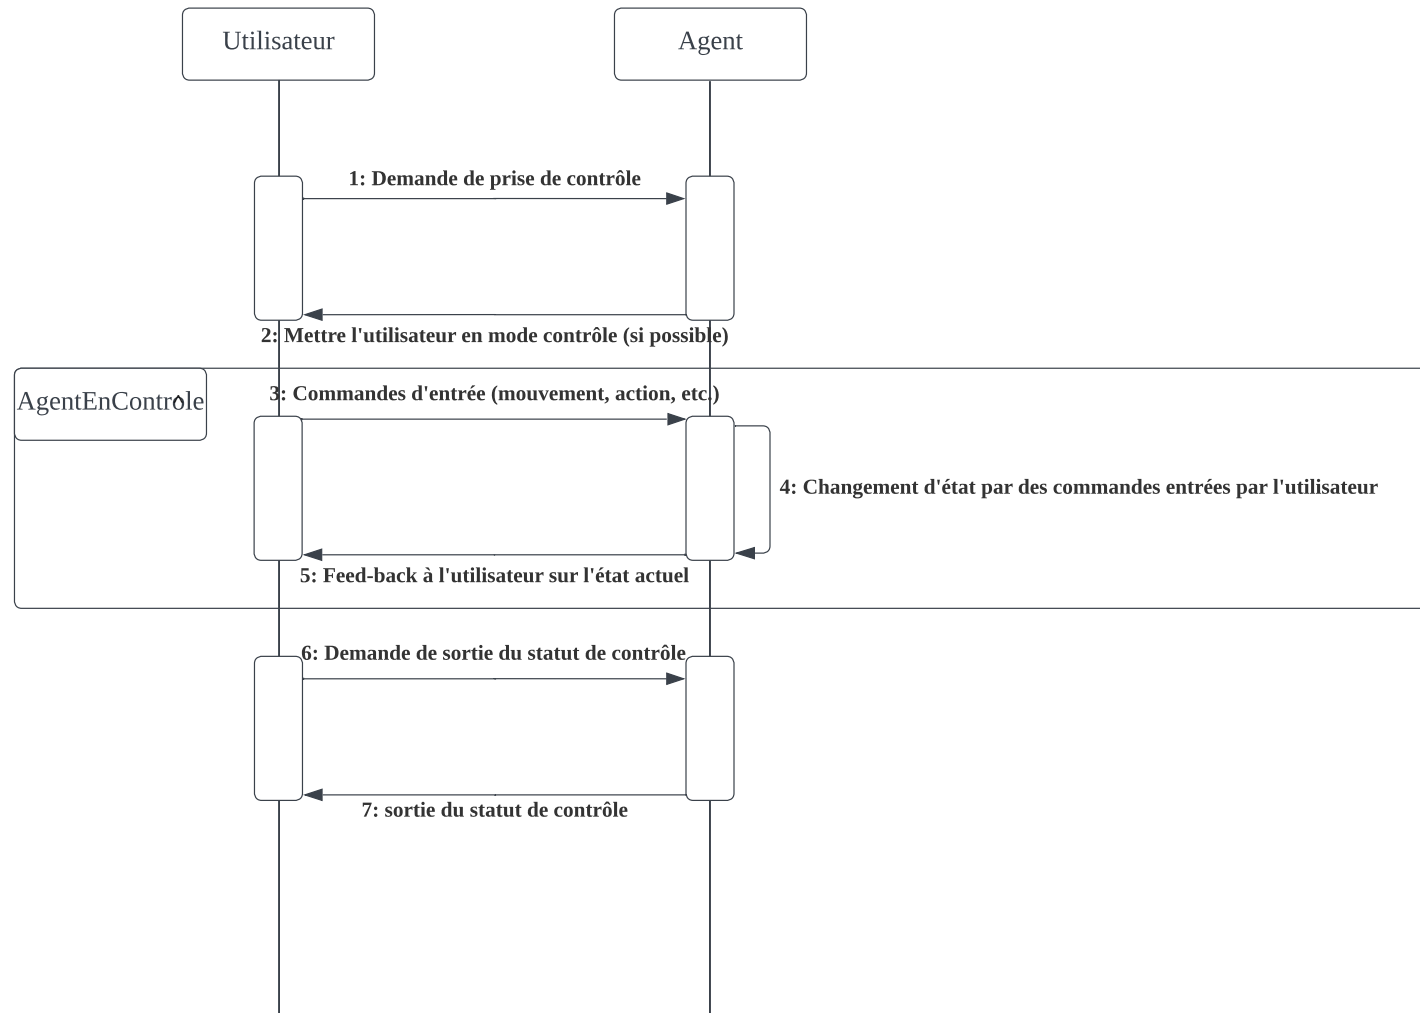 Utilisateur
Agent
1: Demande de prise de contrôle
2: Mettre l'utilisateur en mode contrôle (si possible)
AgentEnContrôle
3: Commandes d'entrée (mouvement, action, etc.)
4: Changement d'état par des commandes entrées par l'utilisateur
5: Feed-back à l'utilisateur sur l'état actuel
6: Demande de sortie du statut de contrôle
7: sortie du statut de contrôle